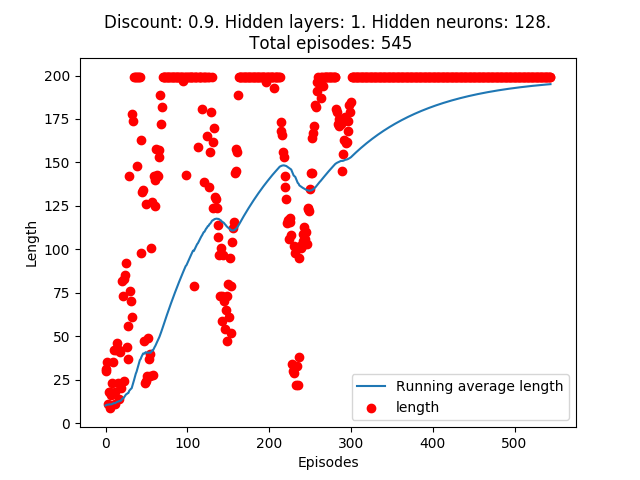 Discount: 0.9. Hidden layers: 1. Hidden neurons: 128.
Total episodes: 545
200
175
150
125
100
75
50
25
0
Length
0 100 200 300 400 500
Episodes
Running average length
length